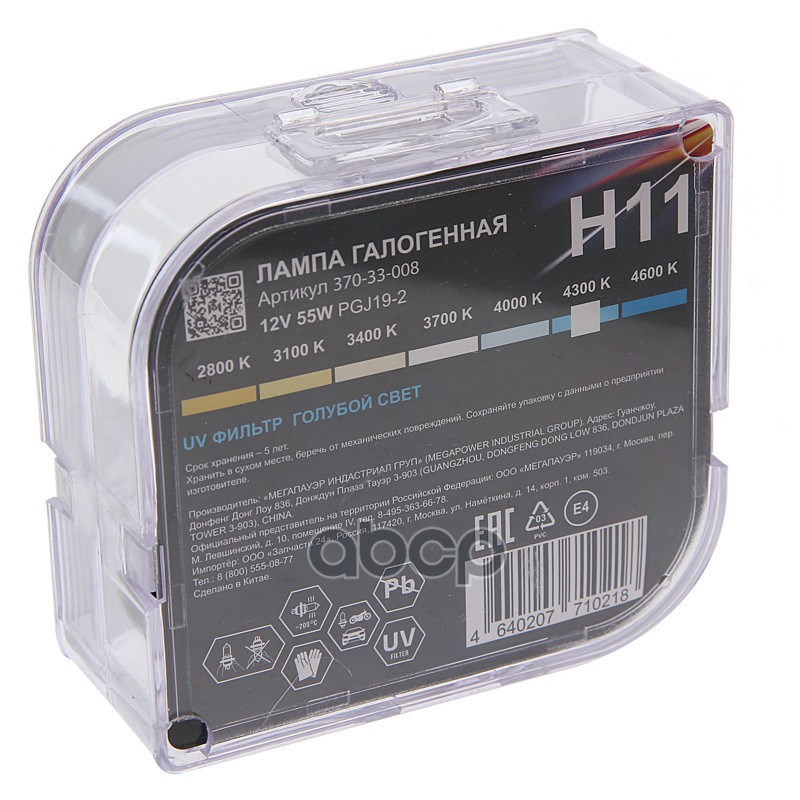 H11
ЛАМПА ГАЛОГЕННАЯ
Артикул 370-33-008
12V 55W PGJ19-2
2800 K 3100 K 3400 K 3700 K 4000 K 4300 K 4600 K
UV ФИЛЬТР ГОЛУБОЙ СВЕТ
Срок хранения – 5 лет.
Хранить в сухом месте, беречь от механических повреждений. Сохраняйте упаковку с данными о предприятии
изготовителе.
Производитель: «МЕГАПАУЭР ИНДАСТРИАЛ ГРУП» (MEGAPOWER INDUSTRIAL GROUP). Адрес: Гуанчжоу,
Донфенг Донг Лоу 836, Донждун Плаза Тауэр 3-903 (GUANGZHOU, DONGFENG DONG LOW 836, DONDJUN PLAZA
TOWER 3-903), CHINA.
Официальный представитель на территории Российской Федерации: ООО «МЕГАПАУЭР» 119034, г. Москва, пер.
М. Левшинский, д. 10, помещение IV, 8-495-363-66-78.
Импортёр: ООО «Запчасти.24» Россия, 117420, г. Москва, ул. Намёткина, д. 14, корп. 1, ком. 503.
Тел.: 8 (800) 555-08-77
Сделано в Китае.
abcp
EAC
03
PVC
E4
>200°C
Pb
UV
FILTER
4 640207 710218